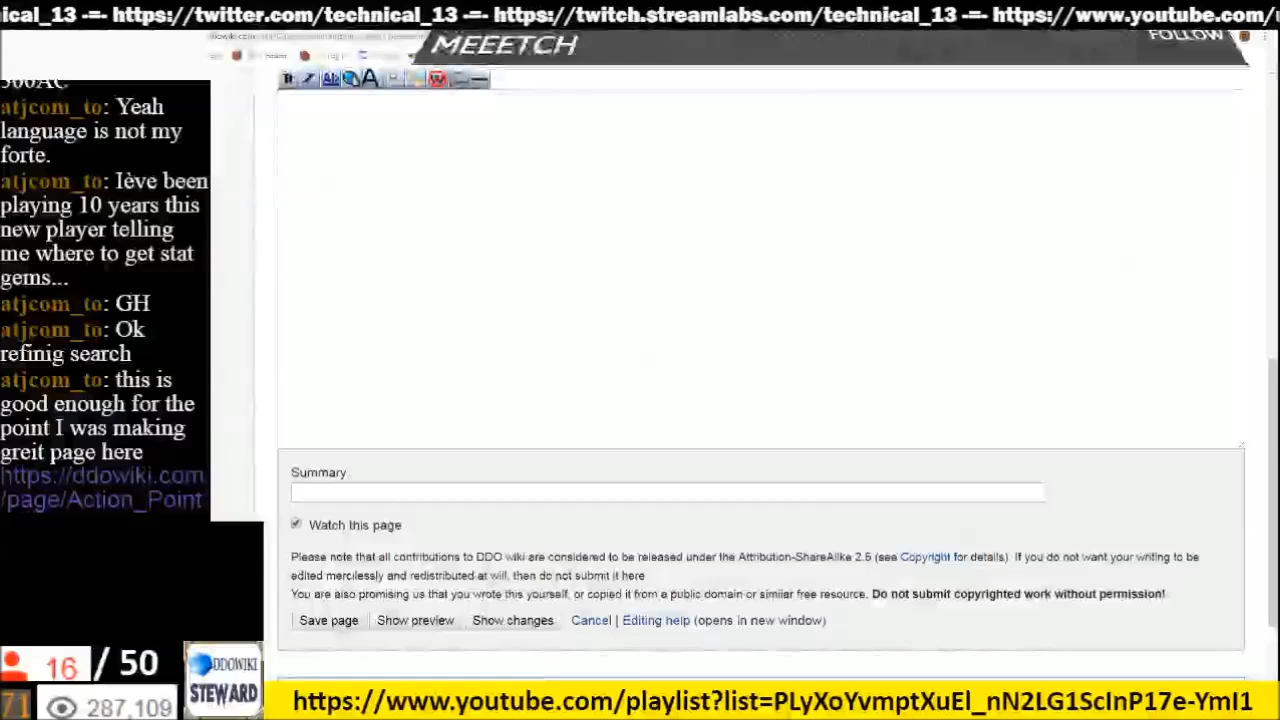 ical_13 -=- https://twitter.com/technical_13 -=- https://twitch.streamlabs.com/technical_13 -=- https://www.youtube.com/
MEEETCH
FOLLOW
500AC
atjcom_to: Yeah
language is not my
forte.
atjcom_to: Iève been
playing 10 years this
new player telling
me where to get stat
gems...
atjcom_to: GH
atjcom_to: Ok
refinig search
atjcom_to: this is
good enough for the
point I was making
greit page here
https://ddowiki.com
/page/Action_Point
Summary
Watch this page
Please note that all contributions to DDO wiki are considered to be released under the Attribution-ShareAlike 2.5 (see Copyright for details). If you do not want your writing to be
edited mercilessly and redistributed at will, then do not submit it here
You are also promising us that you wrote this yourself, or copied it from a public domain or similar free resource. Do not submit copyrighted work without permission!
Save page Show preview Show changes Cancel | Editing help (opens in new window)
16 / 50
DDOWIKI
STEWARD
71 287,109
https://www.youtube.com/playlist?list=PLyXoYvmptXuEl_nN2LG1ScInP17e-YmI1